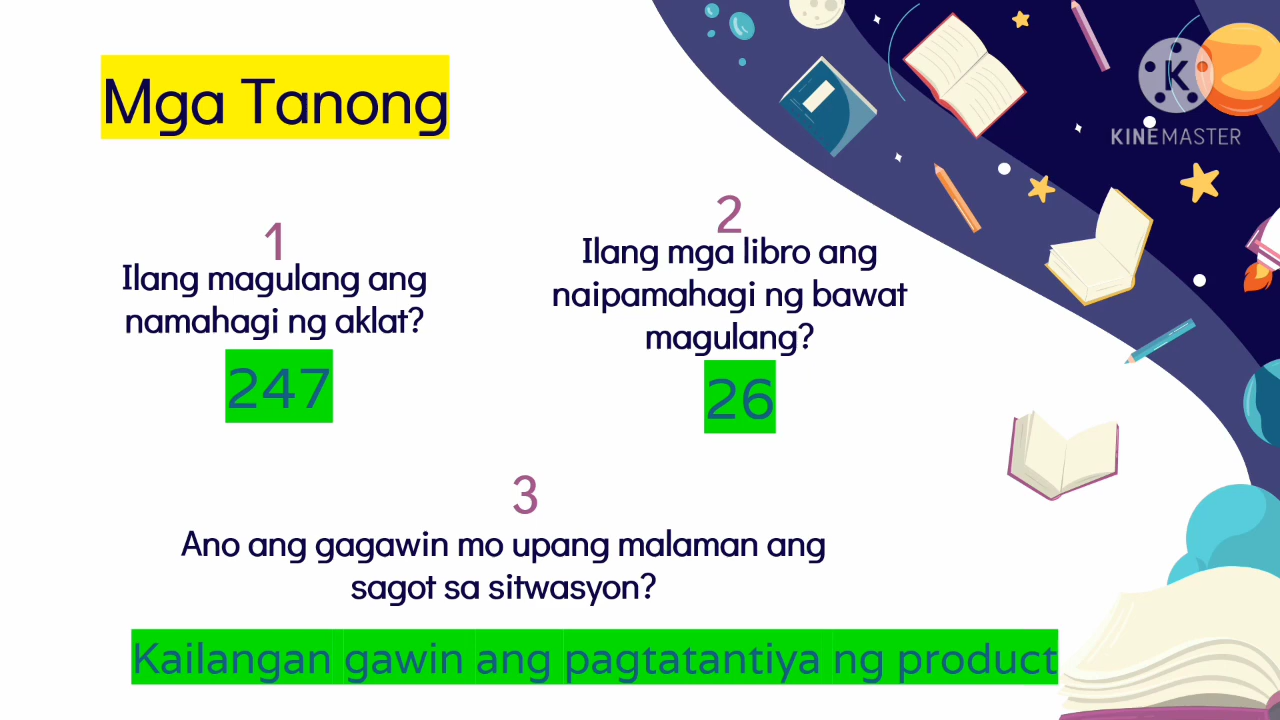 Mga Tanong
K
KINEMASTER
1
Ilang magulang ang
namahagi ng aklat?
247
2
Ilang mga libro ang
naipamahagi ng bawat
magulang?
26
3
Ano ang gagawin mo upang malaman ang
sagot sa sitwasyon?
Kailangan gawin ang pagtatantiya ng product